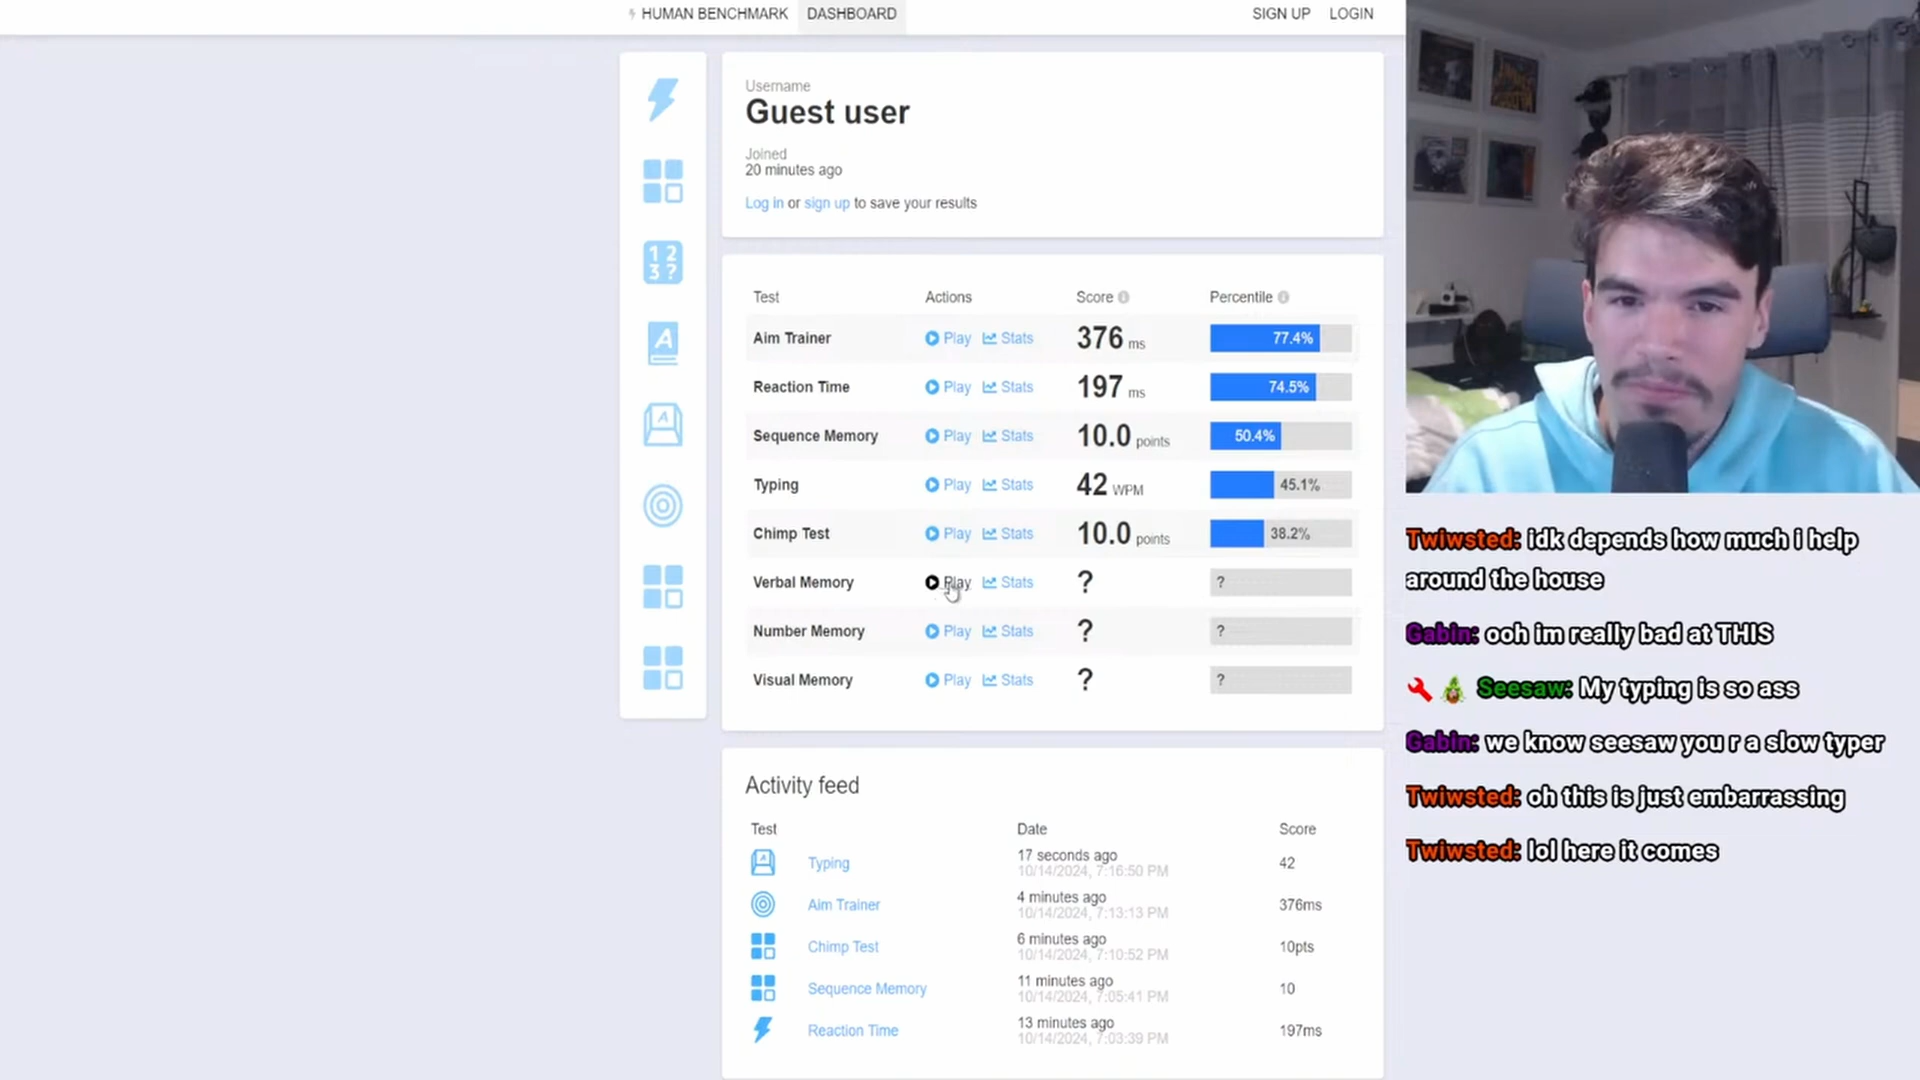 HUMAN BENCHMARK
DASHBOARD
SIGN UP
LOGIN
Username
Guest user
Joined
20 minutes ago
Log in or sign up to save your results
Test Actions Score Percentile
Aim Trainer Play Stats 376 ms 77.4%
Reaction Time Play Stats 197 ms 74.5%
Sequence Memory Play Stats 10.0 points 50.4%
Typing Play Stats 42 WPM 45.1%
Chimp Test Play Stats 10.0 points 38.2%
Verbal Memory Play Stats ? ?
Number Memory Play Stats ? ?
Visual Memory Play Stats ? ?
Activity feed
Test Date Score
Typing 17 seconds ago 42
10/14/2024, 7:16:50 PM
Aim Trainer 4 minutes ago 376ms
10/14/2024, 7:13:13 PM
Chimp Test 6 minutes ago 10pts
10/14/2024, 7:10:52 PM
Sequence Memory 11 minutes ago 10
10/14/2024, 7:05:41 PM
Reaction Time 13 minutes ago 197ms
10/14/2024, 7:03:39 PM
1 2
3 ?
A
A
Twiwsted: idk depends how much i help
around the house
Gabin: ooh im really bad at THIS
Seesaw: My typing is so ass
Gabin: we know seesaw you r a slow typer
Twiwsted: oh this is just embarrassing
Twiwsted: lol here it comes